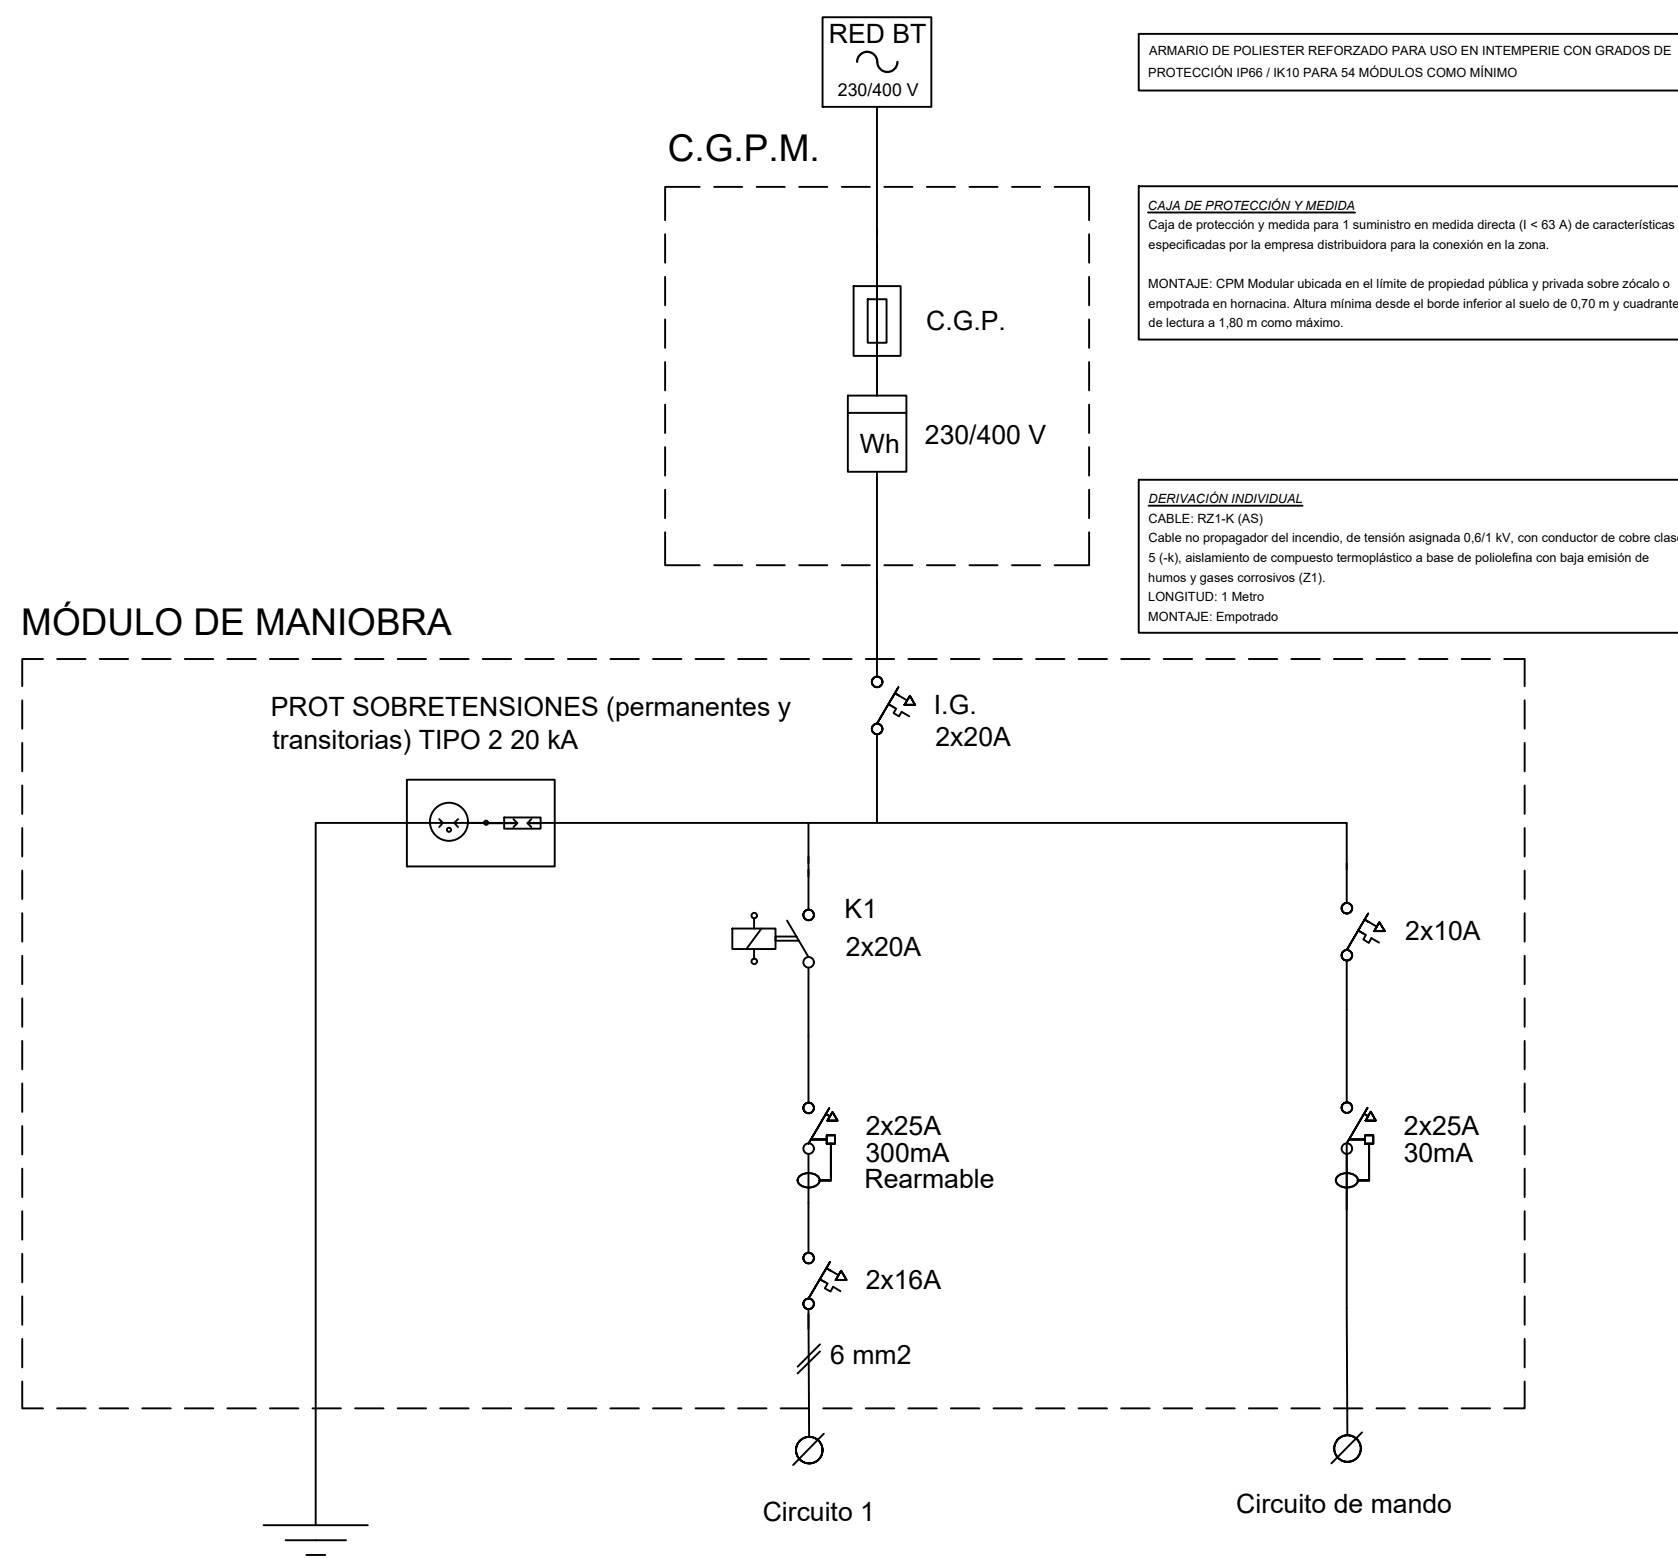 RED BT
230/400 V
ARMARIO DE POLIESTER REFORZADO PARA USO EN INTEMPERIE CON GRADOS DE
PROTECCIÓN IP66 / IK10 PARA 54 MÓDULOS COMO MÍNIMO
C.G.P.M.
CAJA DE PROTECCIÓN Y MEDIDA
Caja de protección y medida para 1 suministro en medida directa (I < 63 A) de características
especificadas por la empresa distribuidora para la conexión en la zona.
MONTAJE: CPM Modular ubicada en el límite de propiedad pública y privada sobre zócalo o
empotrada en hornacina. Altura mínima desde el borde inferior al suelo de 0,70 m y cuadrante
de lectura a 1,80 m como máximo.
C.G.P.
Wh
230/400 V
DERIVACIÓN INDIVIDUAL
CABLE: RZ1-K (AS)
Cable no propagador del incendio, de tensión asignada 0,6/1 kV, con conductor de cobre clase
5 (-k), aislamiento de compuesto termoplástico a base de poliolefina con baja emisión de
humos y gases corrosivos (Z1).
LONGITUD: 1 Metro
MONTAJE: Empotrado
MÓDULO DE MANIOBRA
PROT SOBRETENSIONES (permanentes y
transitorias) TIPO 2 20 kA
I.G.
2x20A
K1
2x20A
2x10A
2x25A
300mA
Rearmable
2x25A
30mA
2x16A
6 mm2
Circuito 1
Circuito de mando